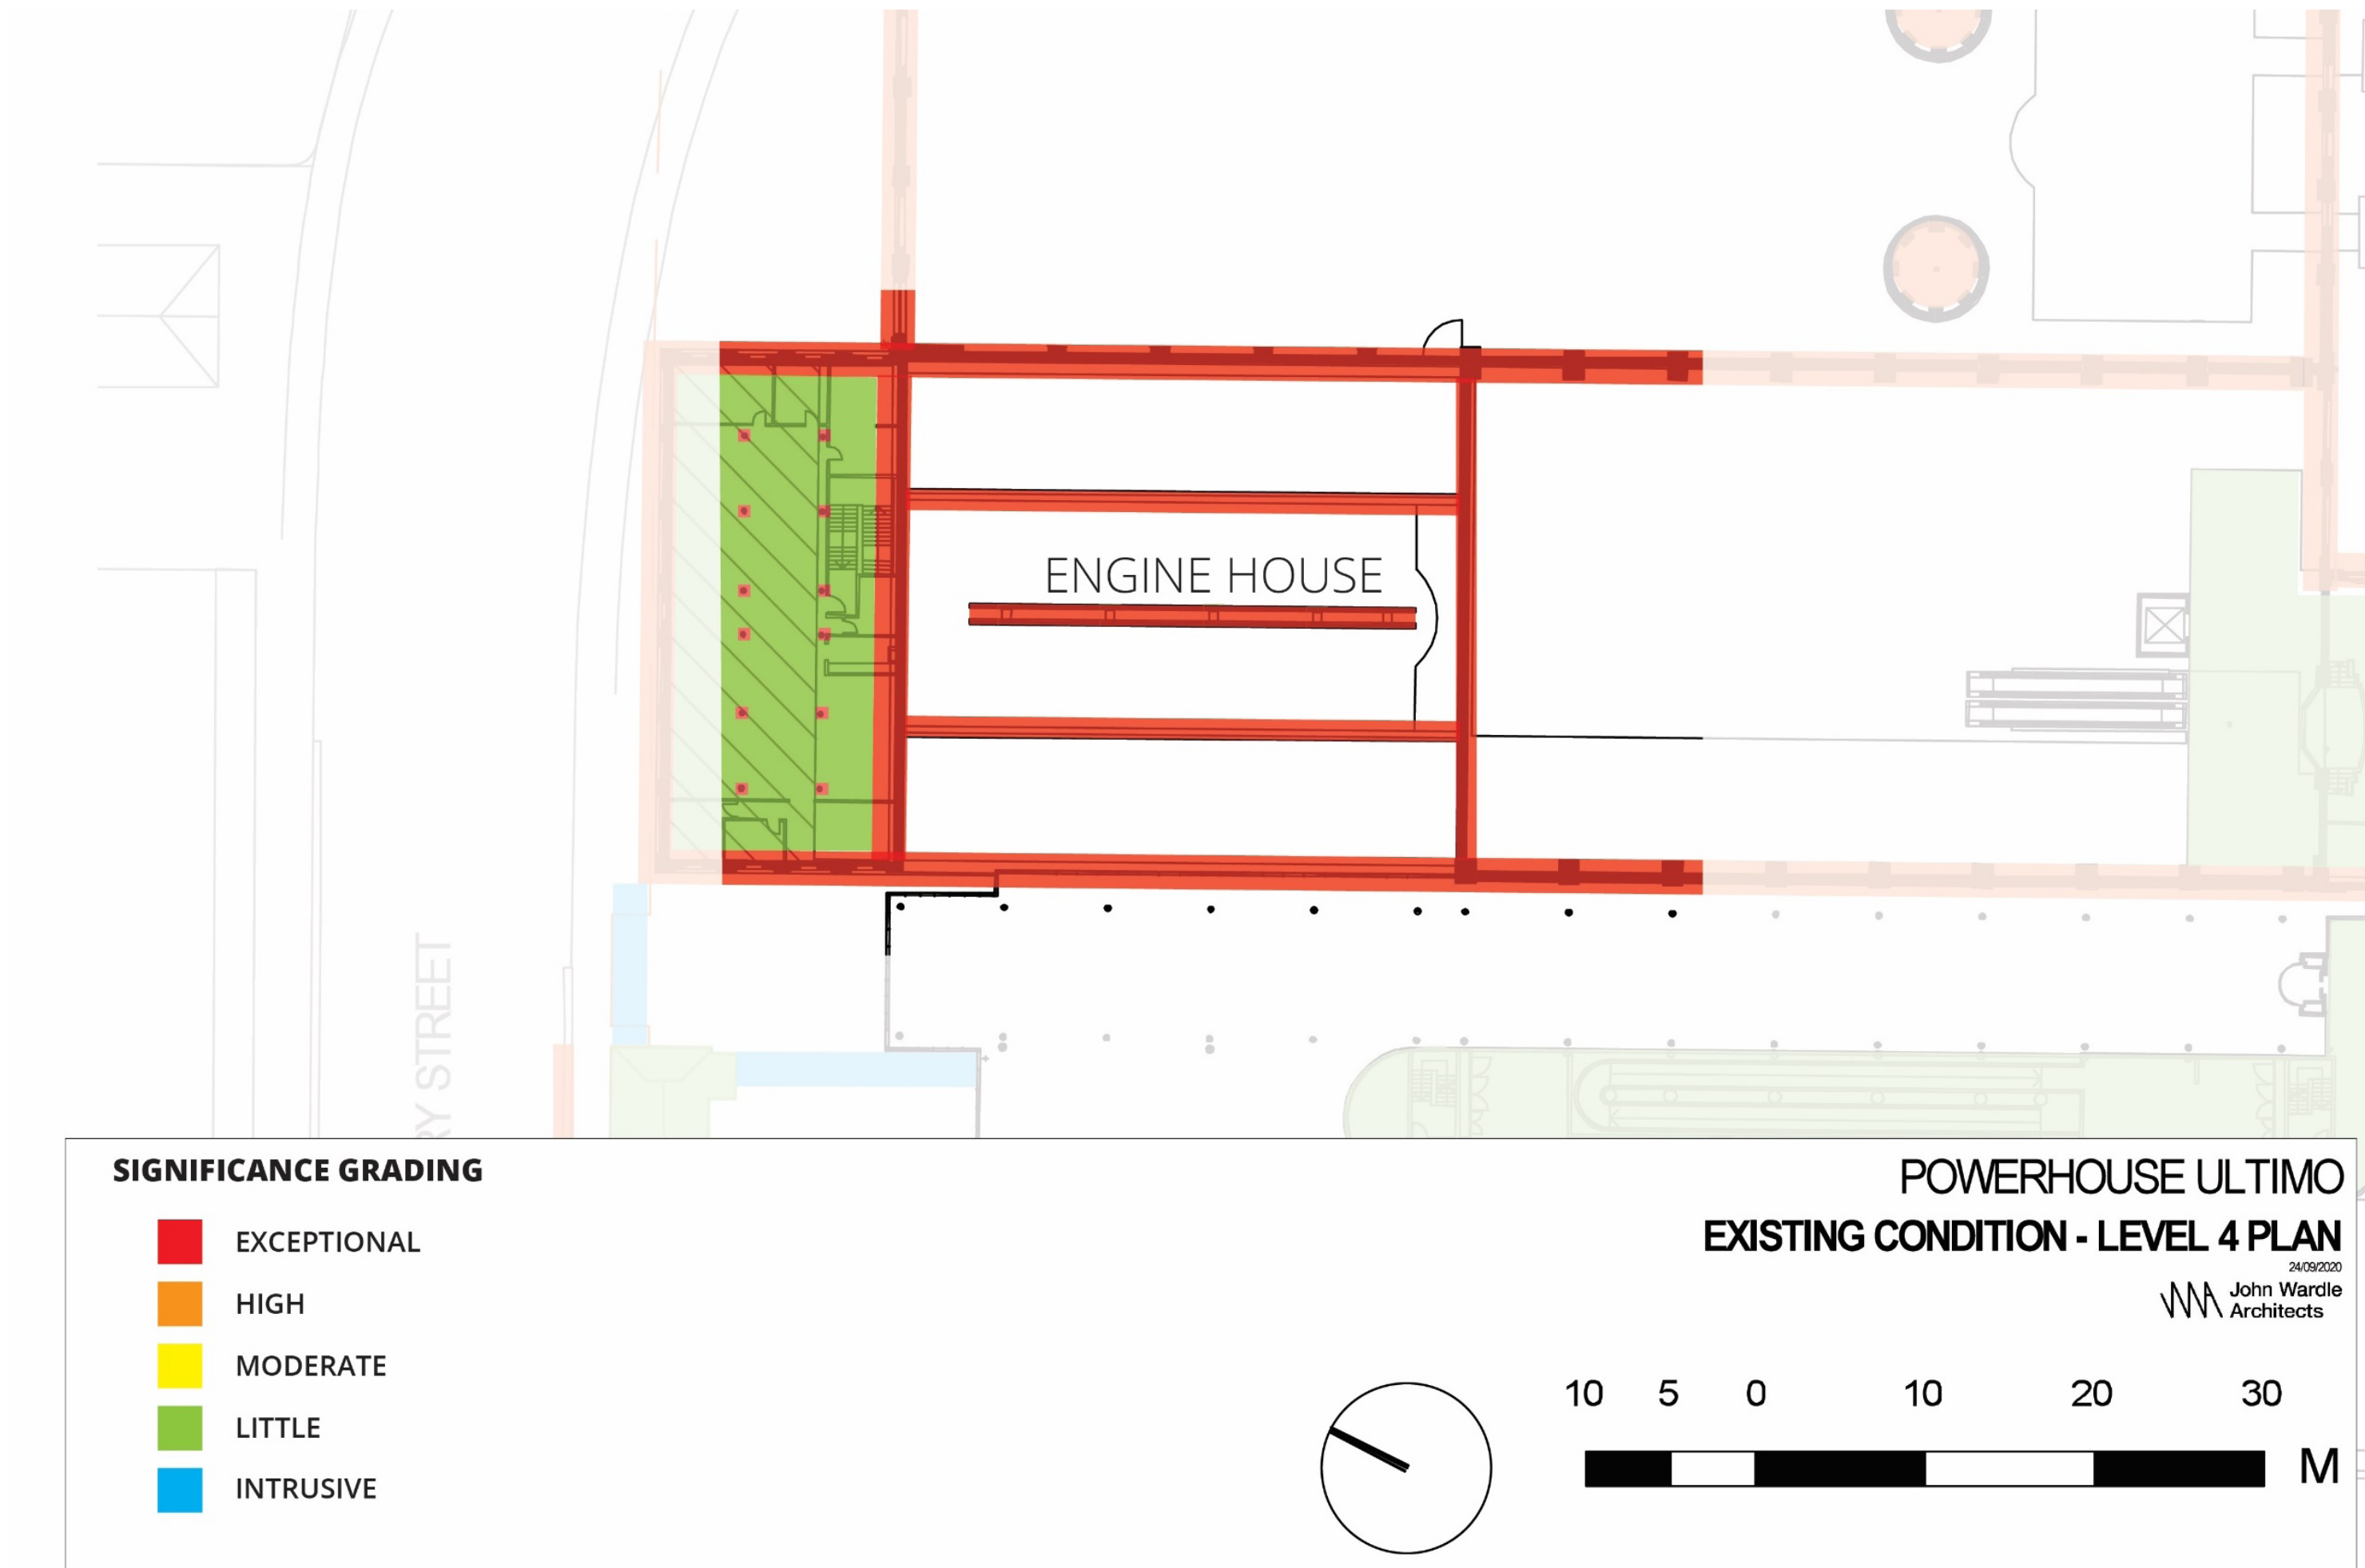 ENGINE HOUSE
RY STREET
SIGNIFICANCE GRADING
EXCEPTIONAL
HIGH
MODERATE
LITTLE
INTRUSIVE
POWERHOUSE ULTIMO
EXISTING CONDITION - LEVEL 4 PLAN
24/09/2020
John Wardle
Architects
10 5 0 10 20 30
M